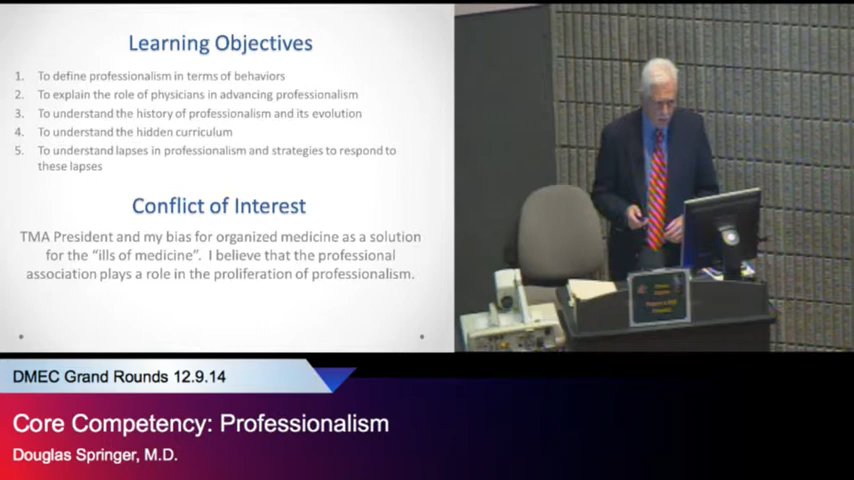 Learning Objectives
1. To define professionalism in terms of behaviors
2. To explain the role of physicians in advancing professionalism
3. To understand the history of professionalism and its evolution
4. To understand the hidden curriculum
5. To understand lapses in professionalism and strategies to respond to
these lapses
Conflict of Interest
TMA President and my bias for organized medicine as a solution
for the “ills of medicine”. I believe that the professional
association plays a role in the proliferation of professionalism.
DMEC Grand Rounds 12.9.14
Core Competency: Professionalism
Douglas Springer, M.D.